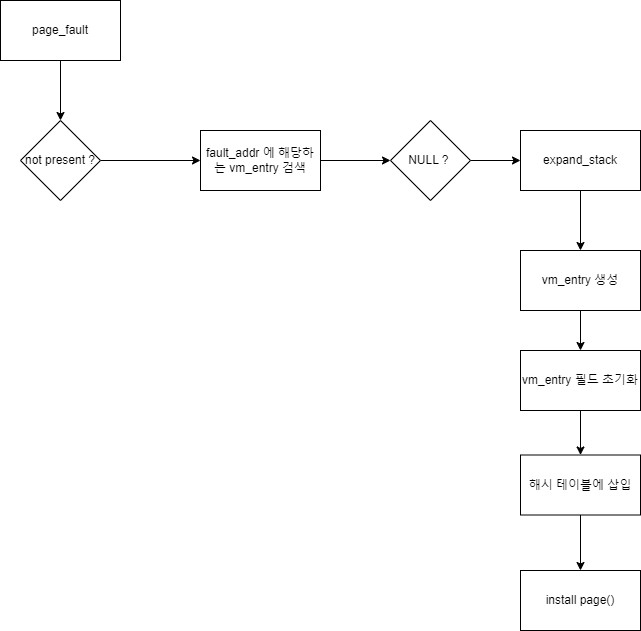 page_fault
not present ?
fault_addr 에 해당하
는 vm_entry 검색
NULL ?
expand_stack
vm_entry 생성
vm_entry 필드 초기화
해시 테이블에 삽입
install page()